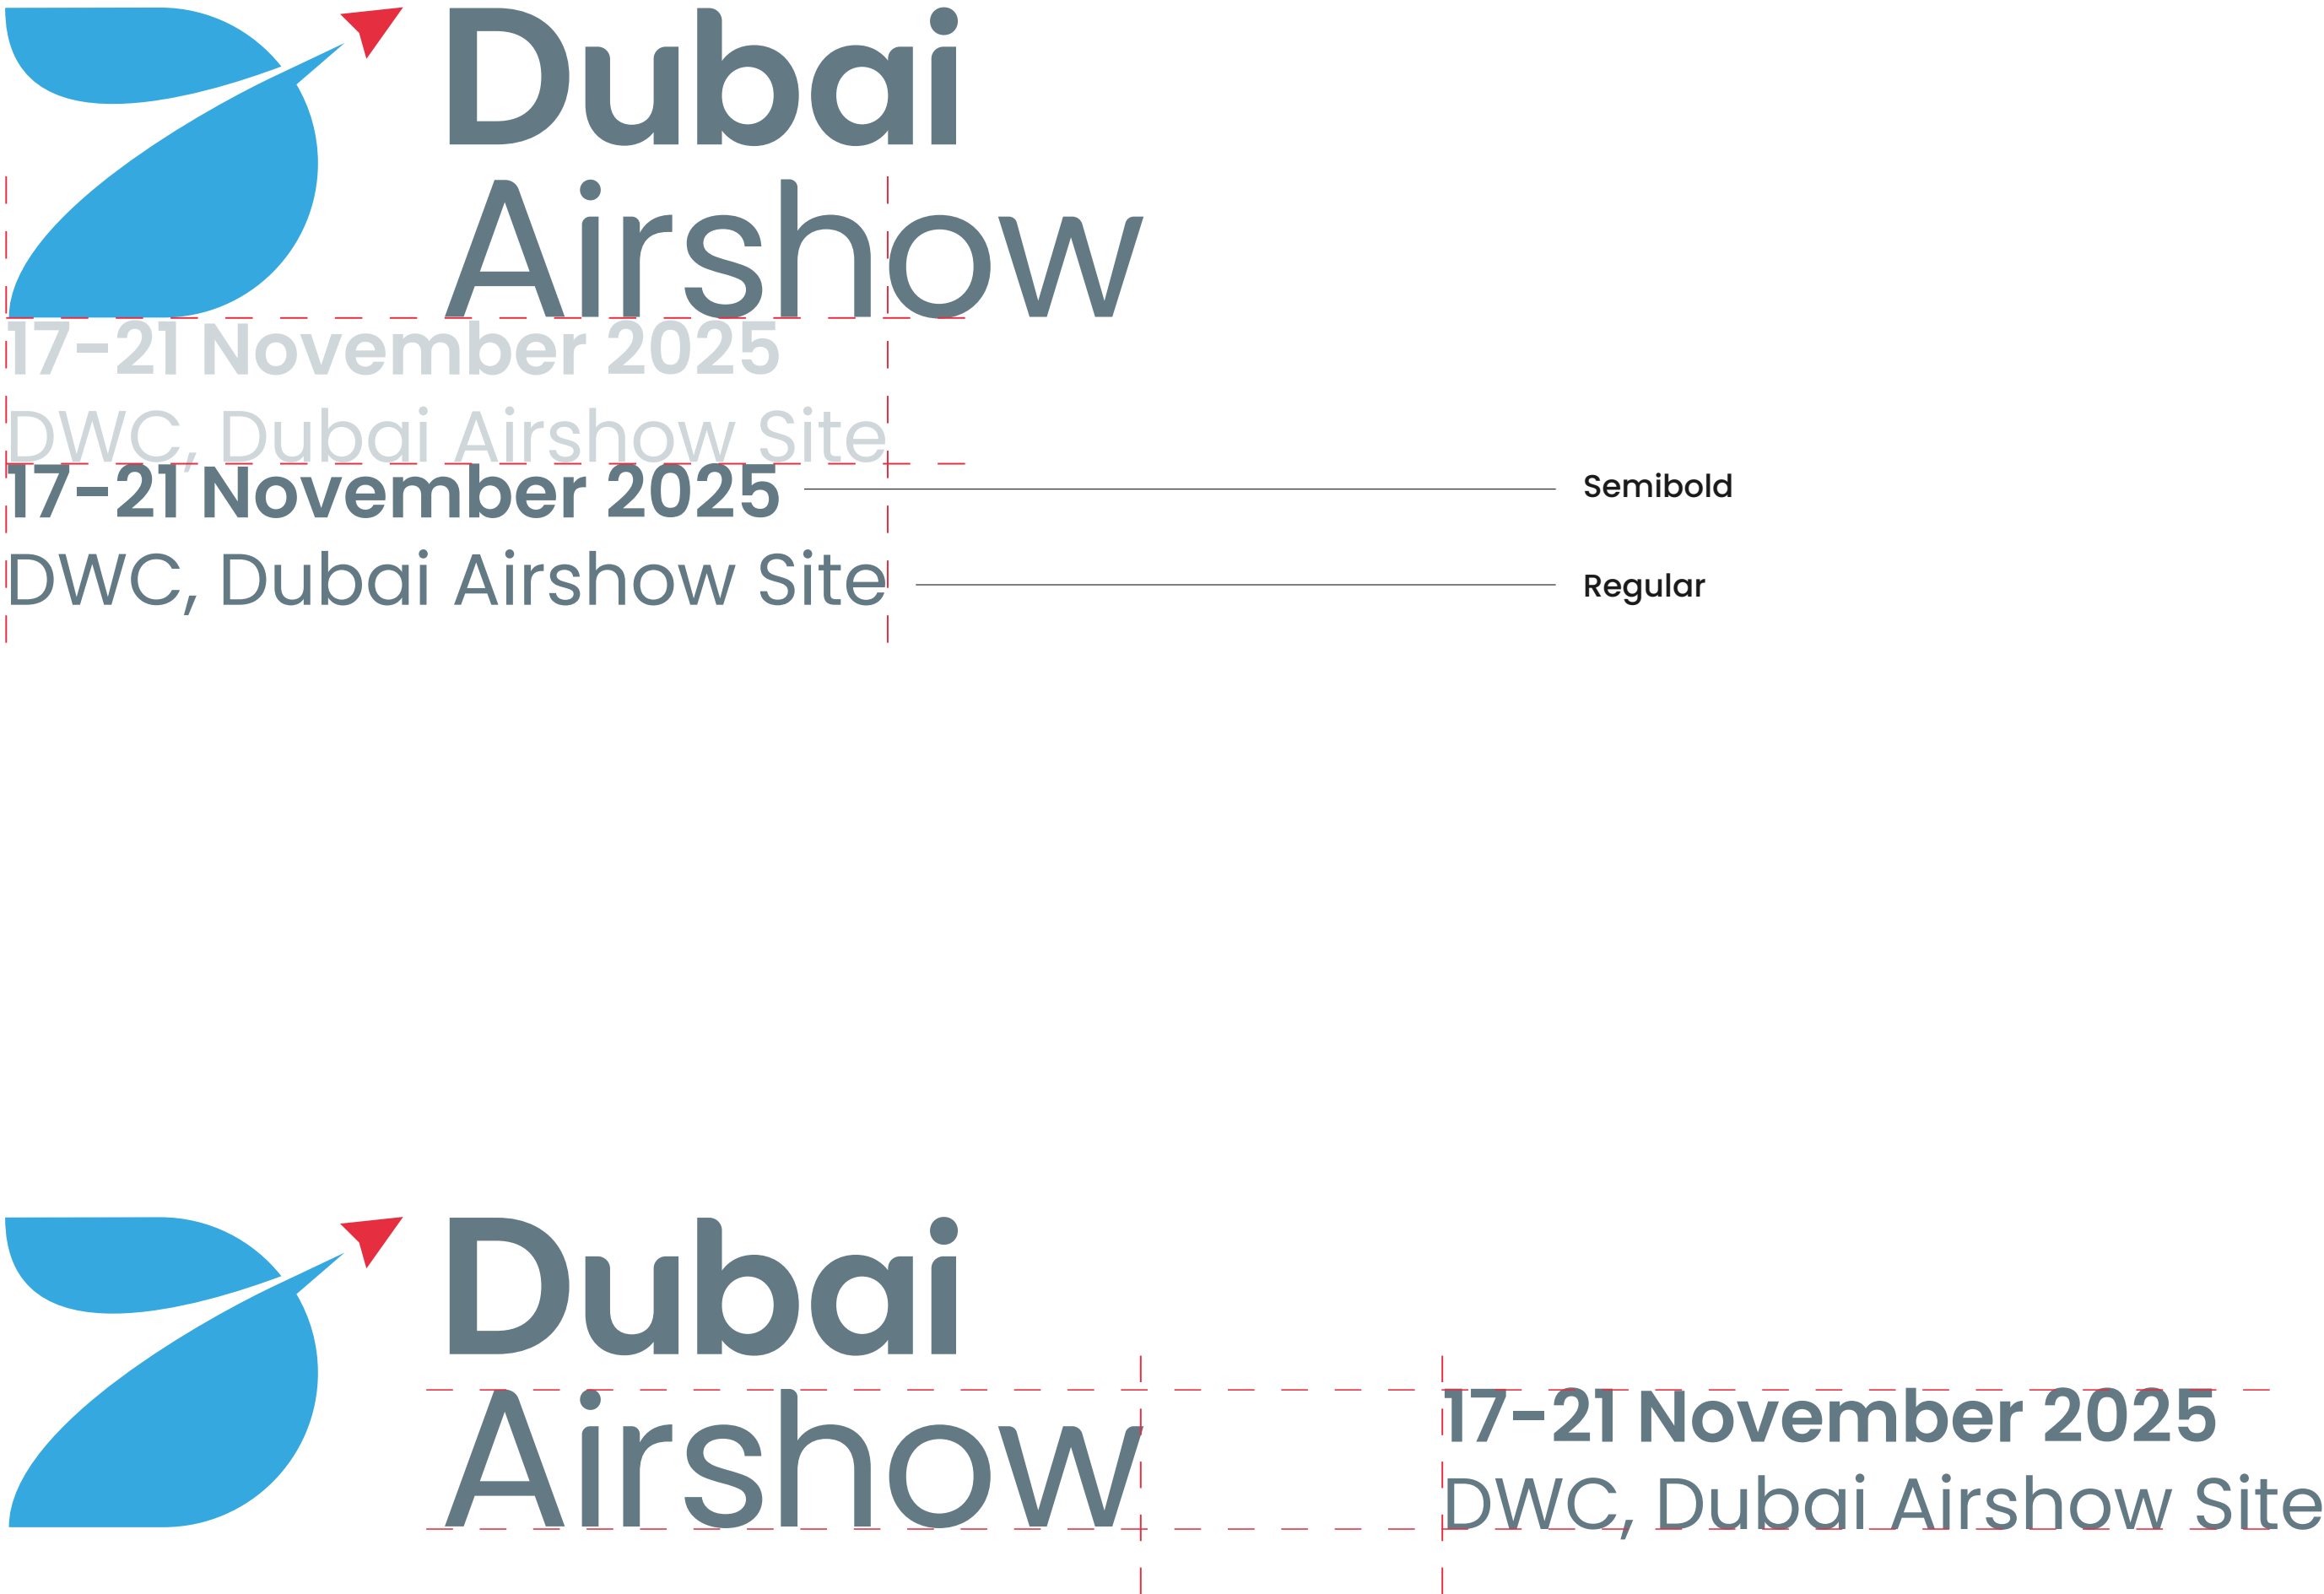 Dubai
Airshow
17–21 November 2025
DWC, Dubai Airshow Site
17–21 November 2025
Semibold
DWC, Dubai Airshow Site
Regular
Dubai
Airshow
17–21 November 2025
DWC, Dubai Airshow Site